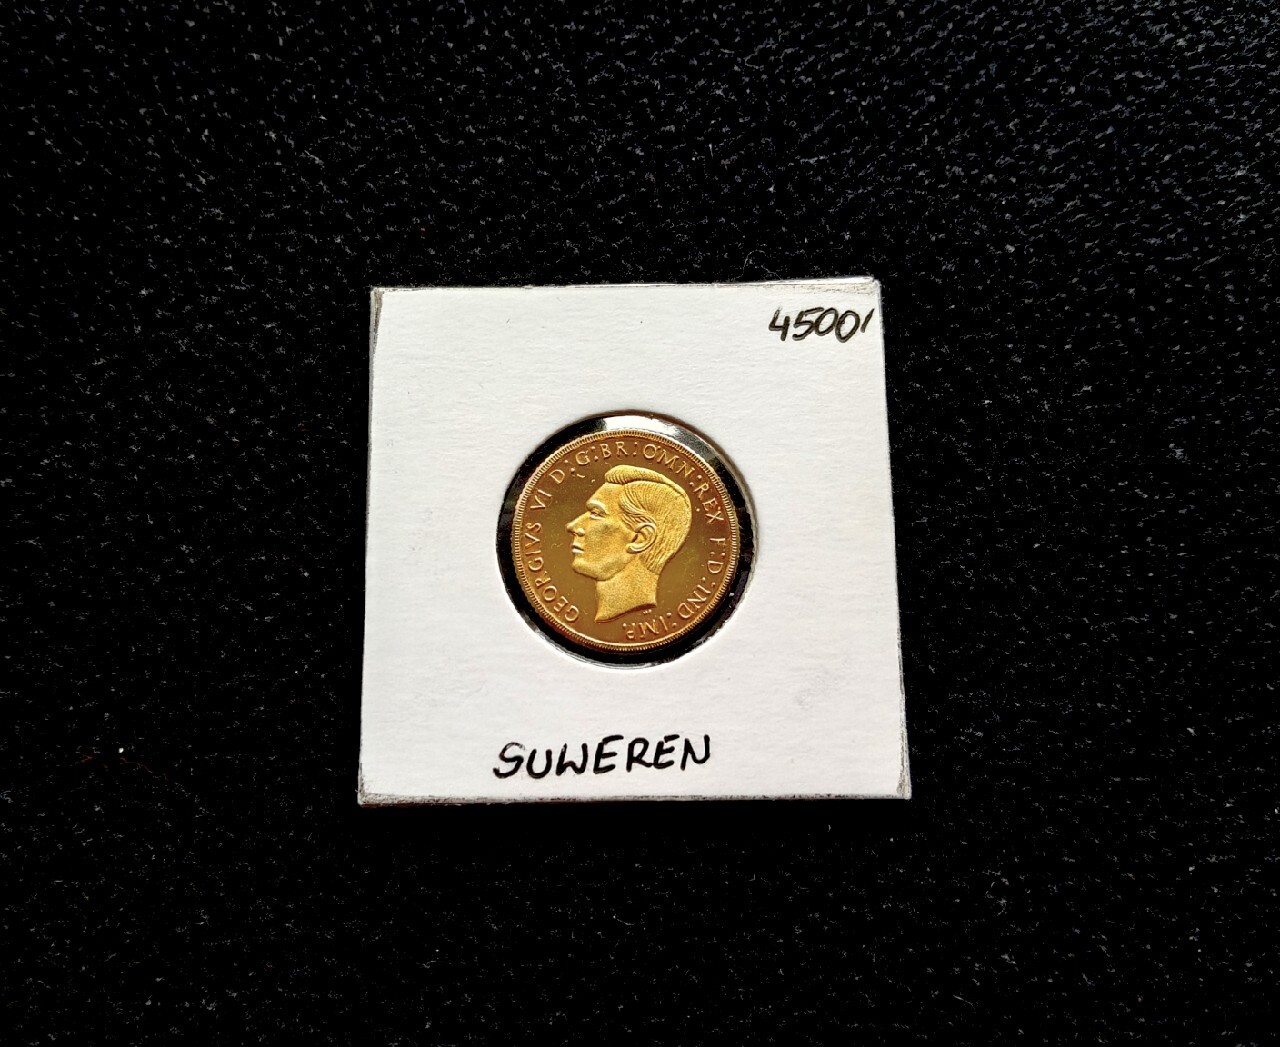 4500'
GEORGIVS VI D:G:BR:OMN:REX F:D:IND:IMP.
SUWEREN